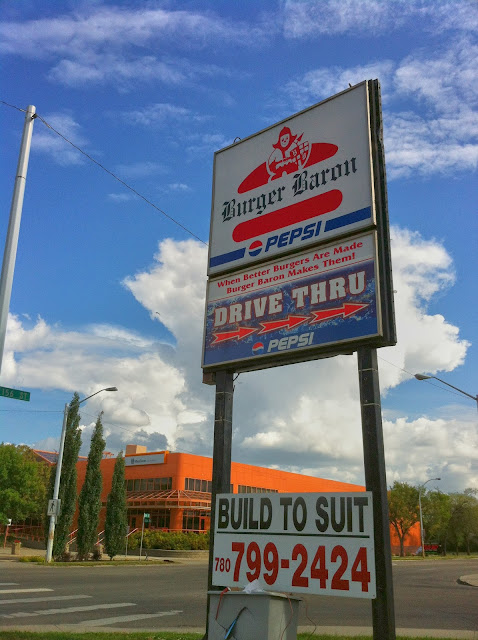 Burger Baron
PEPSI
When Better Burgers Are Made
Burger Baron Makes Them!
DRIVE THRU
PEPSI
BUILD TO SUIT
780 799-2424